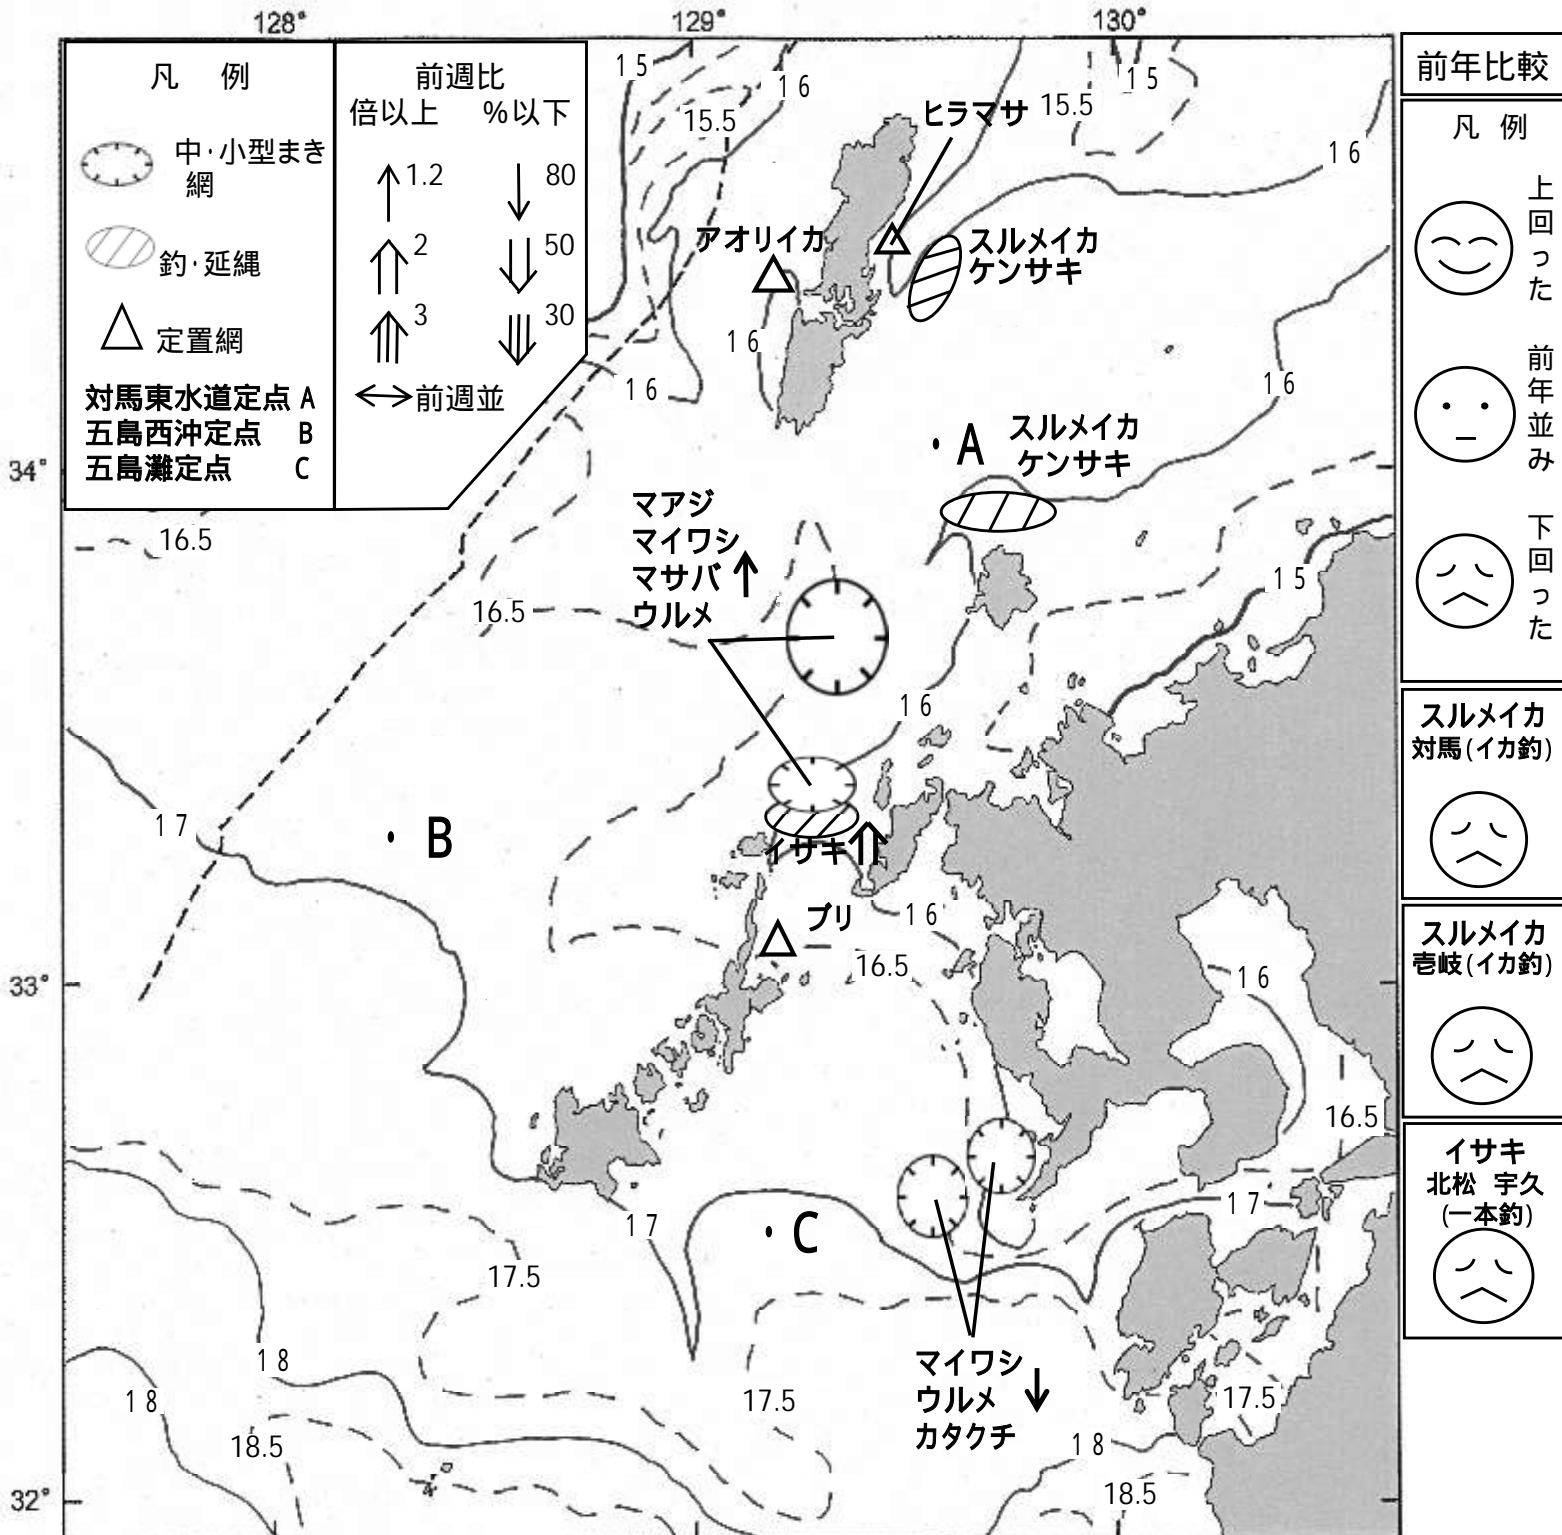 128°
129°
130°
凡 例
中・小型まき
網
釣・延縄
定置網
対馬東水道定点 A
五島西沖定点 B
五島灘定点 C
前週比
倍以上 %以下
1.2 80
2 50
3 30
前週並
15
16
15.5
ヒラマサ
15.5
15
16
アオリイカ
スルメイカ
ケンサキ
16
16
16
34°
A
スルメイカ
ケンサキ
マアジ
マイワシ
マサバ
ウルメ
16.5
16.5
15
16
17
B
イサキ
ブリ
16
16.5
33°
16
16.5
17
C
17
17.5
18
18
18.5
17.5
マイワシ
ウルメ
カタクチ
17.5
18
18.5
32°
前年比較
凡 例
上回った
前年並み
下回った
スルメイカ
対馬(イカ釣)
スルメイカ
壱岐(イカ釣)
イサキ
北松 宇久
(一本釣)